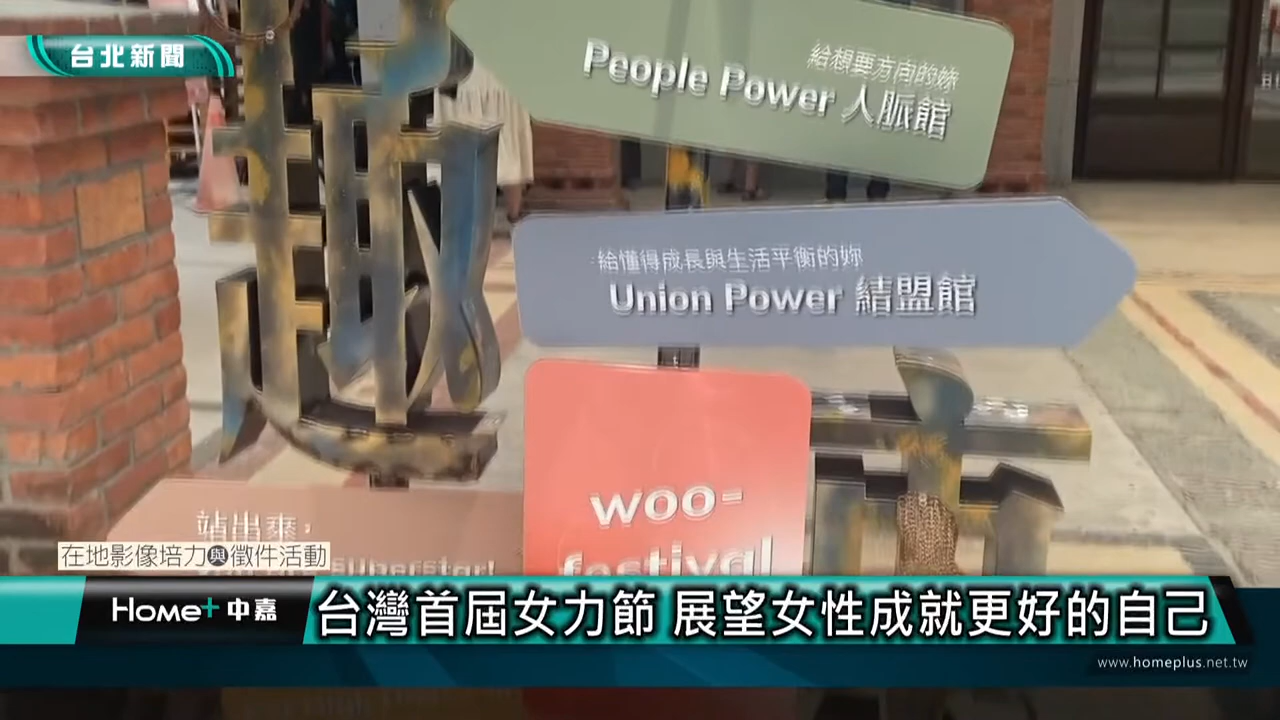 台北新聞
給想要方向的妳
People Power 人脈館
給懂得成長與生活平衡的妳
Union Power 結盟館
woo-
festival
站出來，
superstar!
在地影像培力與徵件活動
Home+ 中嘉
台灣首屆女力節 展望女性成就更好的自己
www.homeplus.net.tw